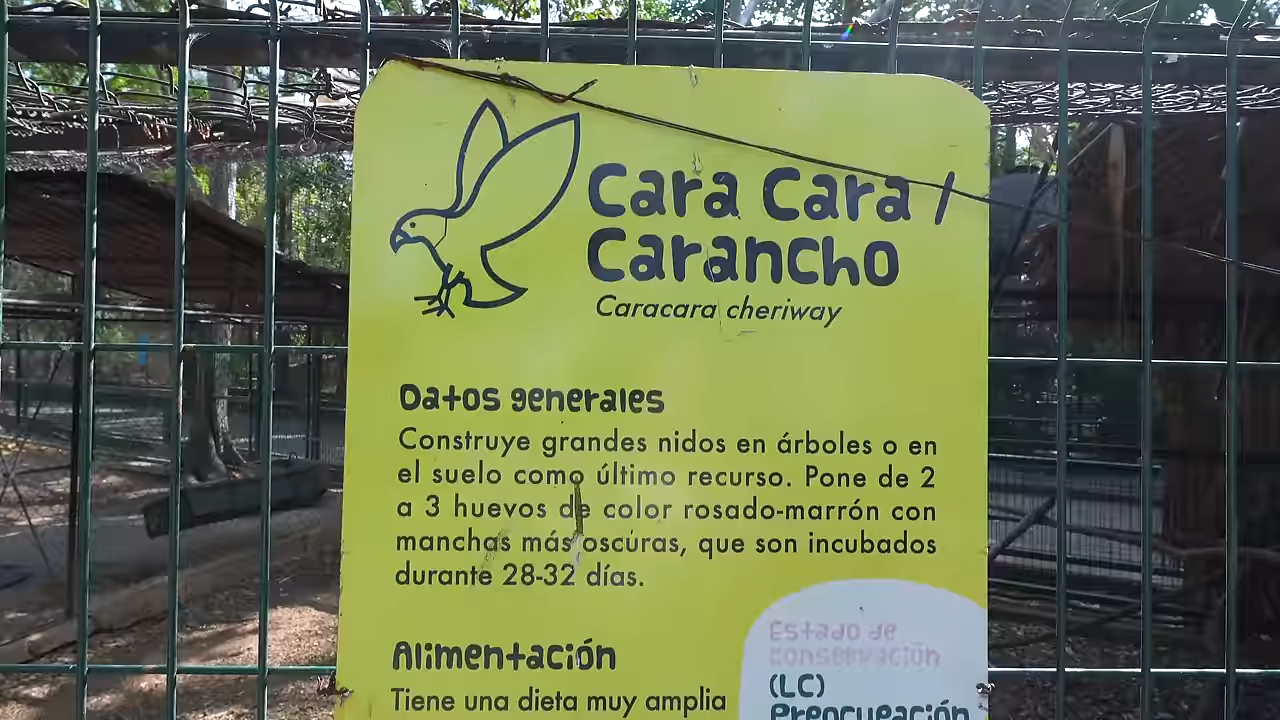 Cara Cara /
Carancho
Caracara cheriway
Datos generales
Construye grandes nidos en árboles o en
el suelo como último recurso. Pone de 2
a 3 huevos de color rosado-marrón con
manchas más oscuras, que son incubados
durante 28-32 días.
Alimentación
Tiene una dieta muy amplia
Estado de
conservación
(LC)
Preocupación